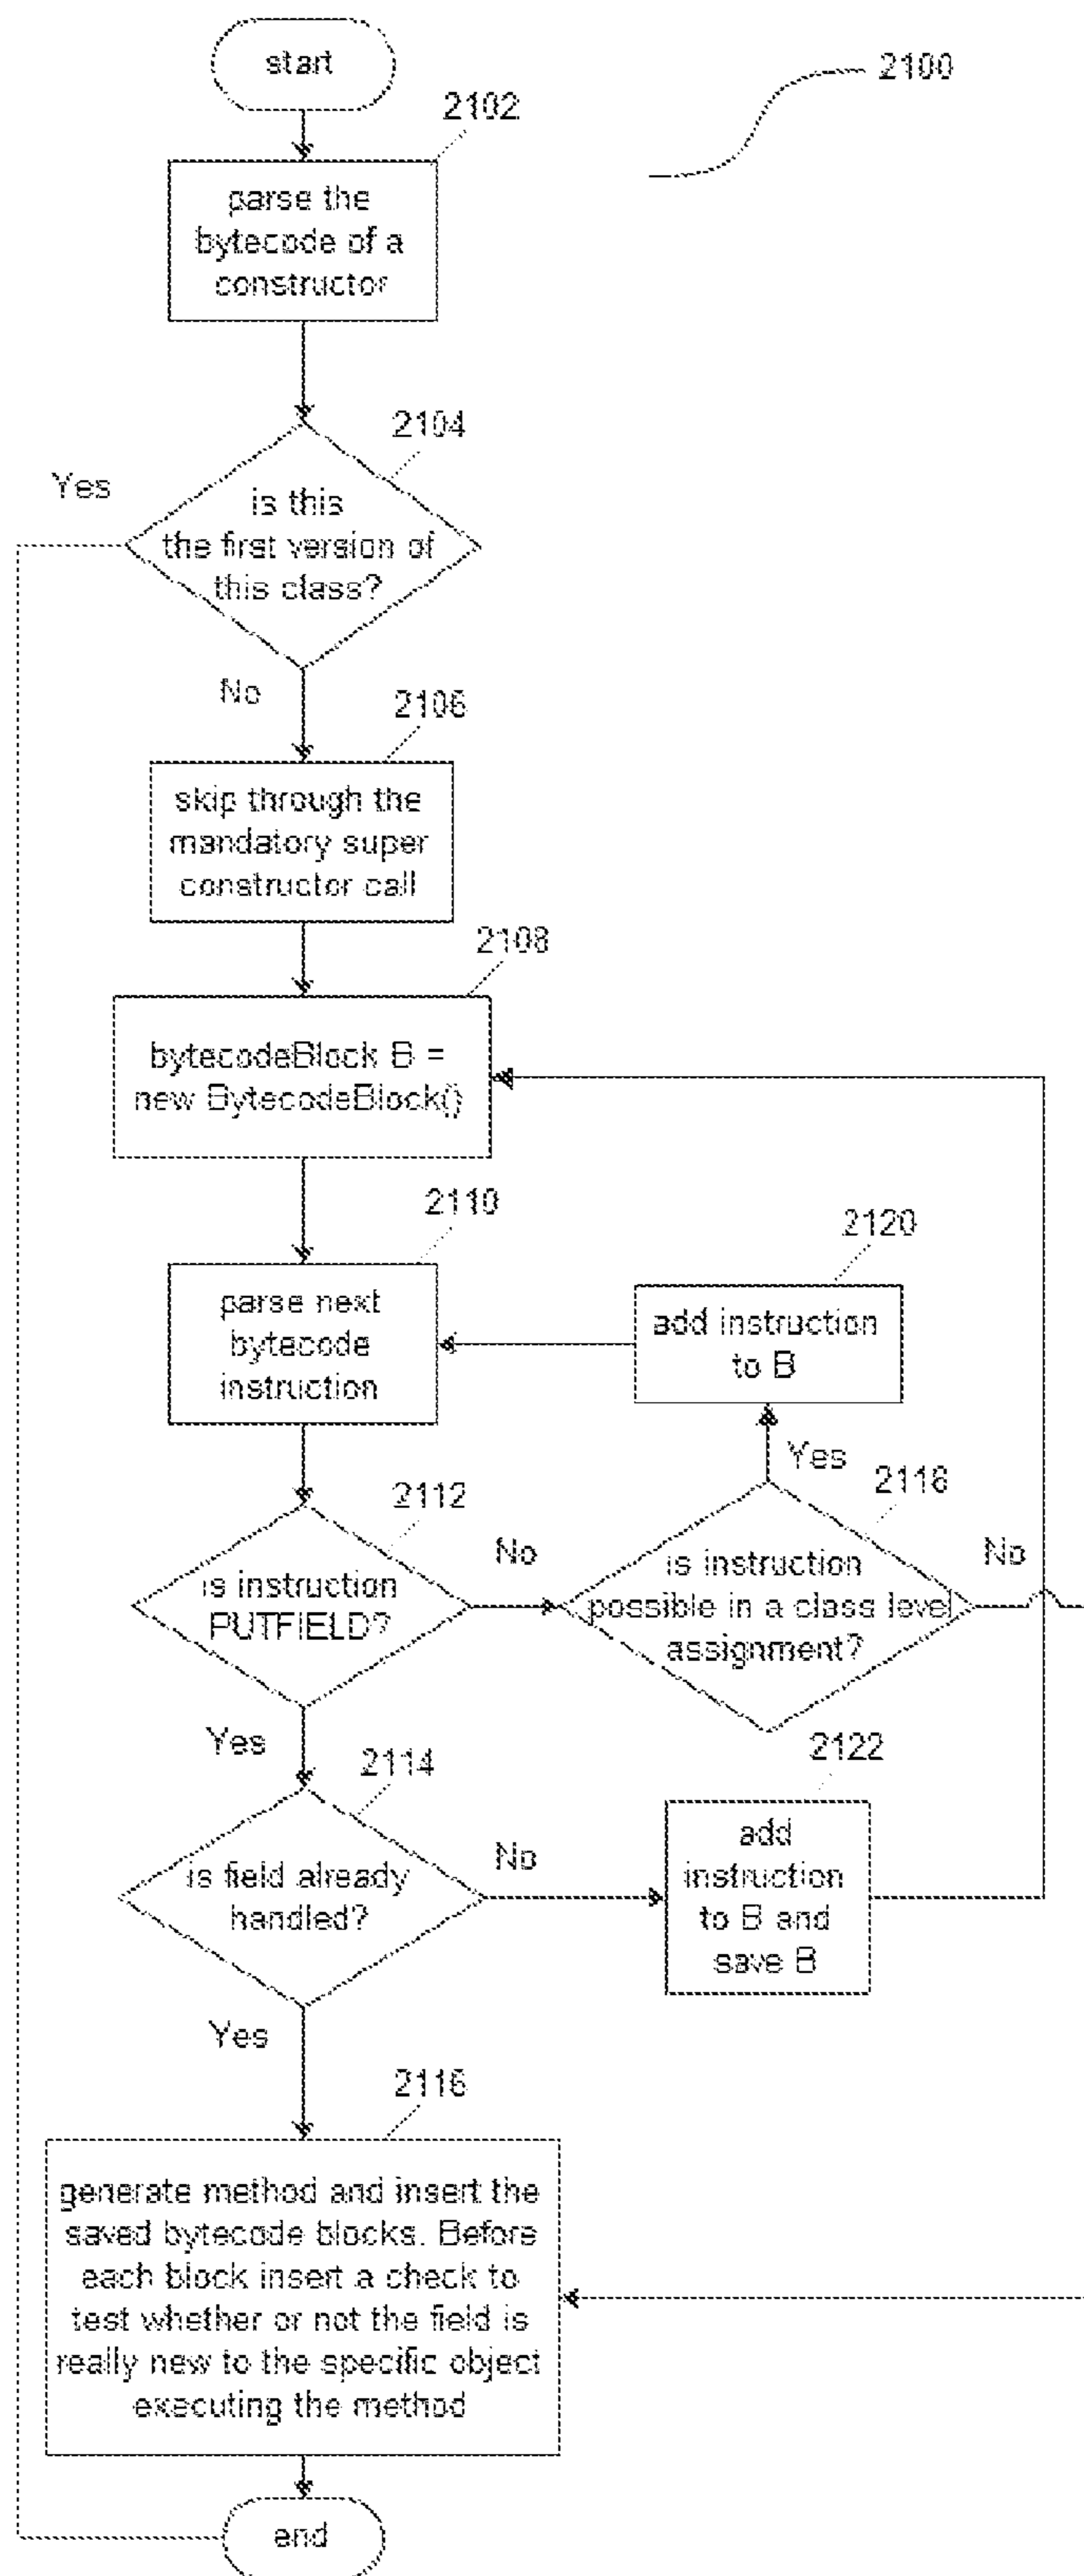 start
2100
2102
parse the
bytecode of a
constructor
2104
Yes
is this
the first version of
this class?
No
2106
skip through the
mandatory super
constructor call
2108
bytecodeBlock B =
new BytecodeBlock()
2110
parse next
bytecode
instruction
2120
add instruction
to B
Yes
2112
is instruction
PUTFIELD?
No
2118
is instruction
possible in a class level
assignment?
No
Yes
2114
is field already
handled?
No
2122
add
instruction
to B and
save B
Yes
2116
generate method and insert the
saved bytecode blocks. Before
each block insert a check to
test whether or not the field is
really new to the specific object
executing the method
end